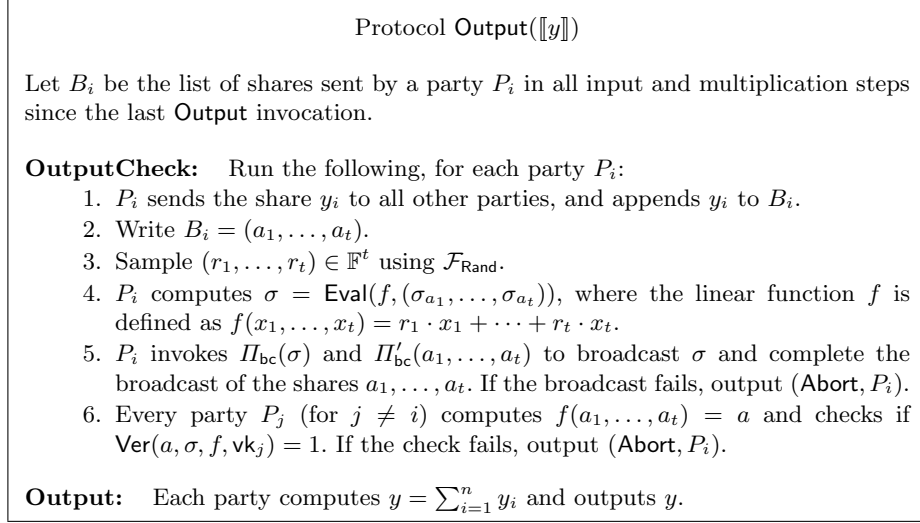 Protocol Output(⟦y⟧)
Let B_i be the list of shares sent by a party P_i in all input and multiplication steps
since the last Output invocation.
OutputCheck: Run the following, for each party P_i:
1. P_i sends the share y_i to all other parties, and appends y_i to B_i.
2. Write B_i = (a_1, . . . , a_t).
3. Sample (r_1, . . . , r_t) ∈ 𝔽^t using ℱ_Rand.
4. P_i computes σ = Eval(f, (σ_{a_1}, . . . , σ_{a_t})), where the linear function f is
defined as f(x_1, . . . , x_t) = r_1 · x_1 + · · · + r_t · x_t.
5. P_i invokes Π_bc(σ) and Π′_bc(a_1, . . . , a_t) to broadcast σ and complete the
broadcast of the shares a_1, . . . , a_t. If the broadcast fails, output (Abort, P_i).
6. Every party P_j (for j ≠ i) computes f(a_1, . . . , a_t) = a and checks if
Ver(a, σ, f, vk_j) = 1. If the check fails, output (Abort, P_i).
Output: Each party computes y = ∑_{i=1}^n y_i and outputs y.